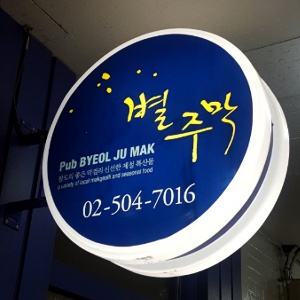 별
주막
Pub BYEOL JU MAK
a variety of local makgeolli and seasonal food
02-504-7016